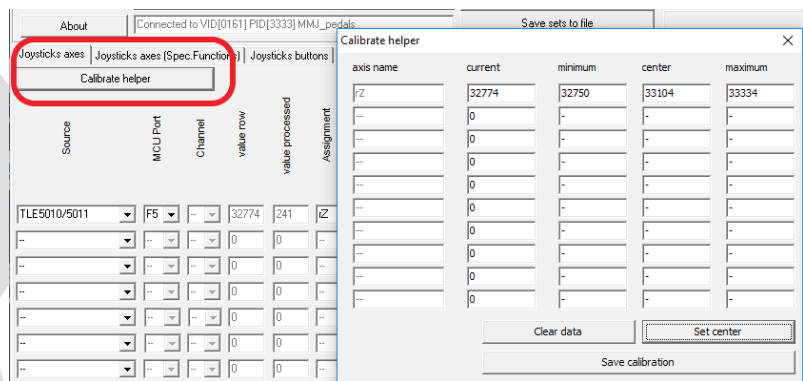 About
Connected to VID[0161] PID[3333] MMJ_pedals
Save sets to file
Joysticks axes
Joysticks axes (Spec.Functions)
Joysticks buttons
Calibrate helper
Source
MCU Port
Channel
value row
value processed
Assignment
TLE5010/5011 F5 -- 32774 241 rZ
-- -- -- 0 0 --
-- -- -- 0 0 --
-- -- -- 0 0 --
-- -- -- 0 0 --
-- -- -- 0 0 --
-- -- -- 0 0 --
Calibrate helper
axis name current minimum center maximum
rZ 32774 32750 33104 33334
-- 0 - - -
-- 0 - - -
-- 0 - - -
-- 0 - - -
-- 0 - - -
-- 0 - - -
-- 0 - - -
-- 0 - - -
-- 0 - - -
Clear data
Set center
Save calibration